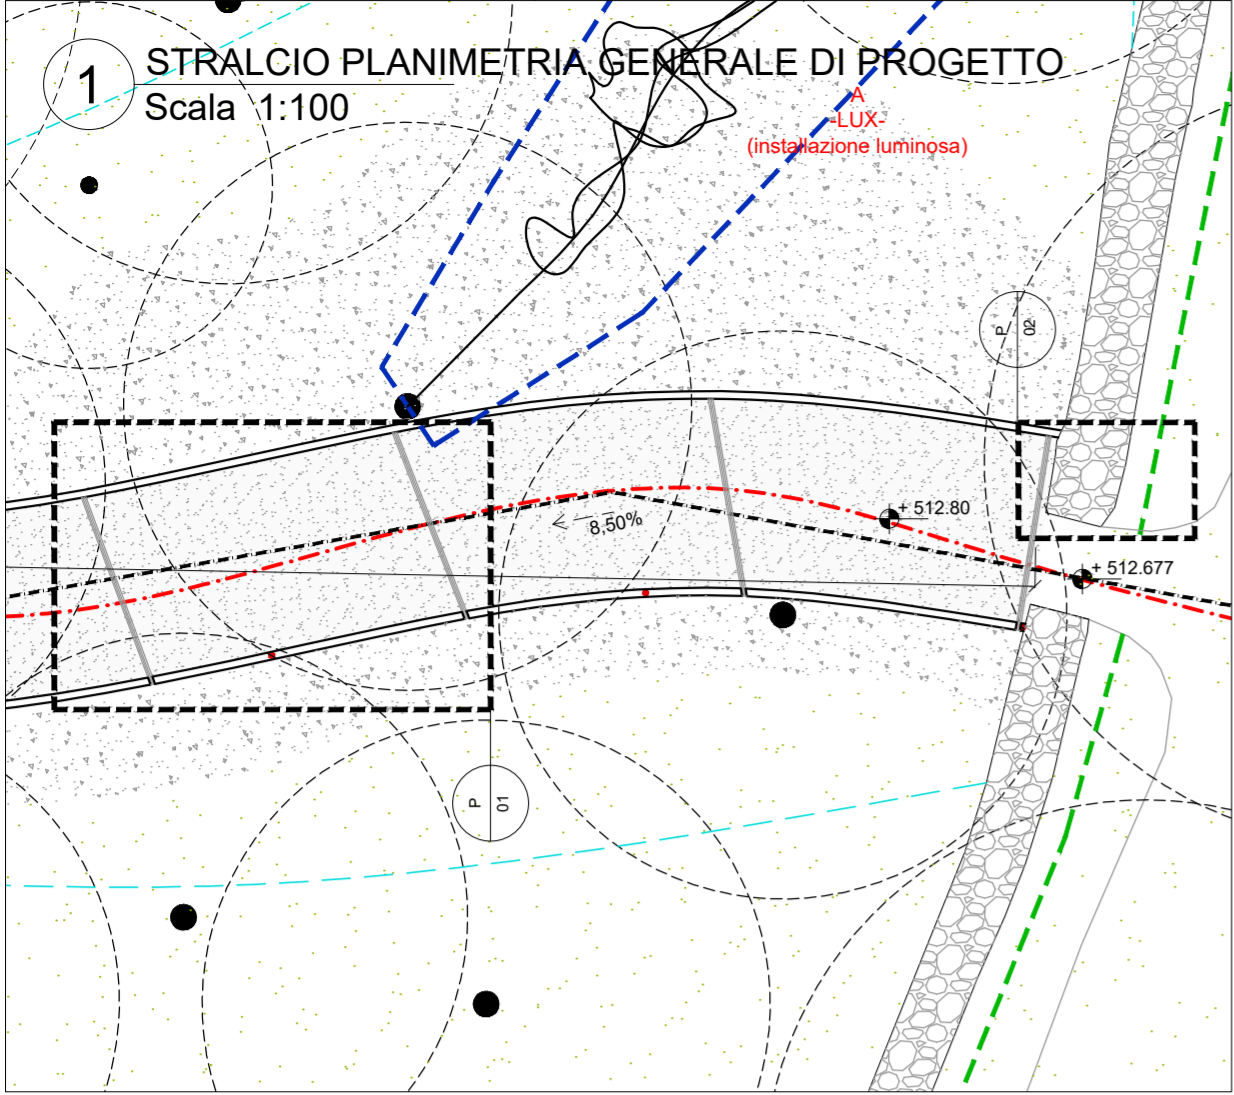 1
STRALCIO PLANIMETRIA GENERALE DI PROGETTO
Scala 1:100
A
-LUX-
(installazione luminosa)
P
02
+ 512.80
8,50%
+ 512.677
P
01